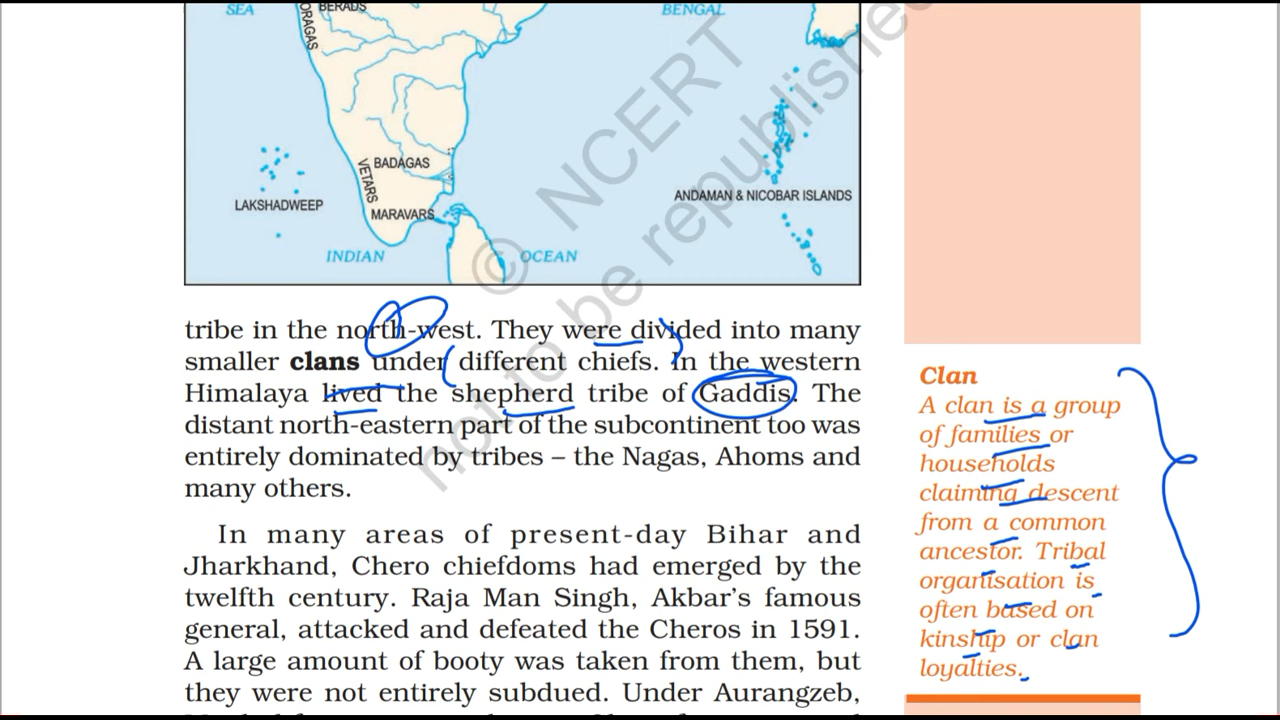 SEA
BERADS
BENGAL
ORAGAS
© NCERT
not to be republished
BADAGAS
VETARS
LAKSHADWEEP
MARAVARS
ANDAMAN & NICOBAR ISLANDS
INDIAN OCEAN
tribe in the north-west. They were divided into many
smaller clans under different chiefs. In the western
Himalaya lived the shepherd tribe of Gaddis. The
distant north-eastern part of the subcontinent too was
entirely dominated by tribes – the Nagas, Ahoms and
many others.
In many areas of present-day Bihar and
Jharkhand, Chero chiefdoms had emerged by the
twelfth century. Raja Man Singh, Akbar's famous
general, attacked and defeated the Cheros in 1591.
A large amount of booty was taken from them, but
they were not entirely subdued. Under Aurangzeb,
Clan
A clan is a group
of families or
households
claiming descent
from a common
ancestor. Tribal
organisation is
often based on
kinship or clan
loyalties.